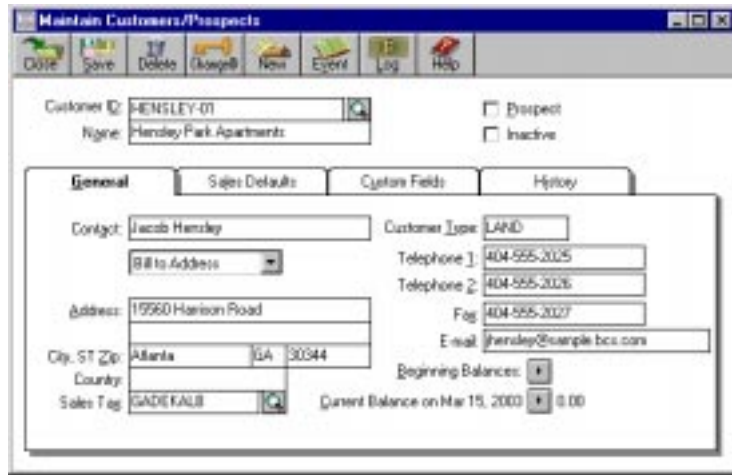 Maintain Customers/Prospects
Close Save Delete Change ID New Event Log Help
Customer ID: HENSLEY-01
Prospect
Name: Hensley Park Apartments
Inactive
General Sales Defaults Custom Fields History
Contact: Jacob Hensley
Customer Type: LAND
Bill to Address
Telephone 1: 404-555-2025
Telephone 2: 404-555-2026
Address: 15560 Harrison Road
Fax: 404-555-2027
E-mail: jhensley@sample.bcs.com
City, ST Zip: Atlanta GA 30344
Beginning Balances:
Country:
Sales Tax: GADEKALB
Current Balance on Mar 15, 2003 0.00